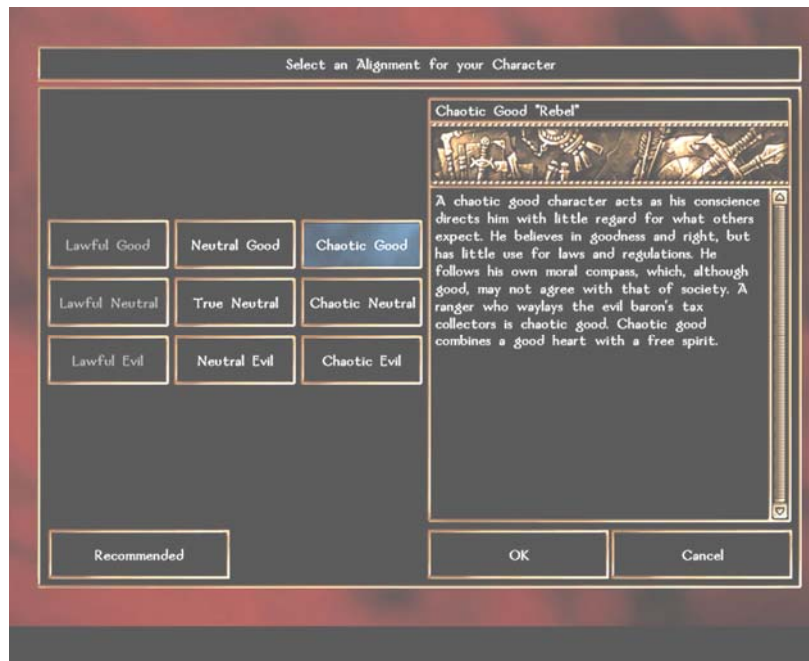 Select an Alignment for your Character
Chaotic Good "Rebel"
A chaotic good character acts as his conscience
directs him with little regard for what others
expect. He believes in goodness and right, but
has little use for laws and regulations. He
follows his own moral compass, which, although
good, may not agree with that of society. A
ranger who waylays the evil baron's tax
collectors is chaotic good. Chaotic good
combines a good heart with a free spirit.
Lawful Good
Neutral Good
Chaotic Good
Lawful Neutral
True Neutral
Chaotic Neutral
Lawful Evil
Neutral Evil
Chaotic Evil
Recommended
OK
Cancel